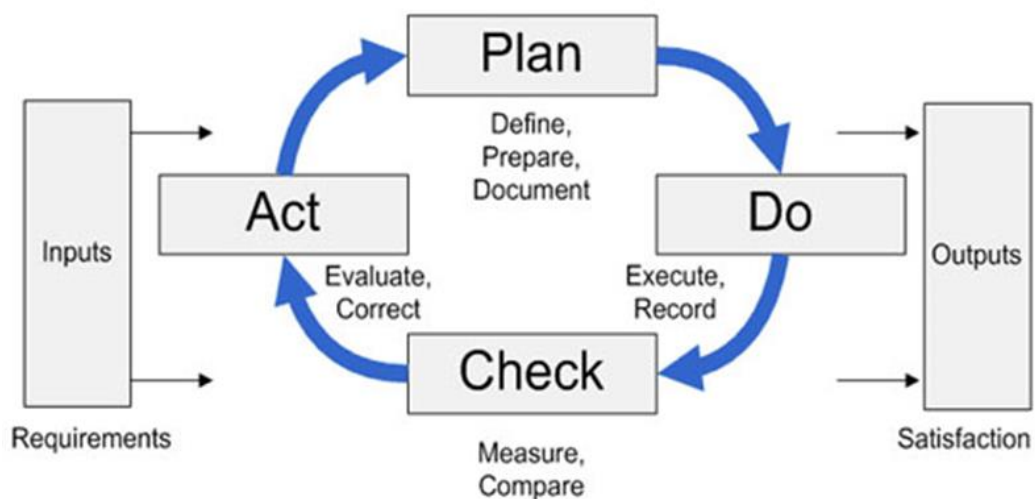 Plan
Define,
Prepare,
Document
Inputs
Act
Do
Outputs
Evaluate,
Correct
Execute,
Record
Check
Requirements
Satisfaction
Measure,
Compare